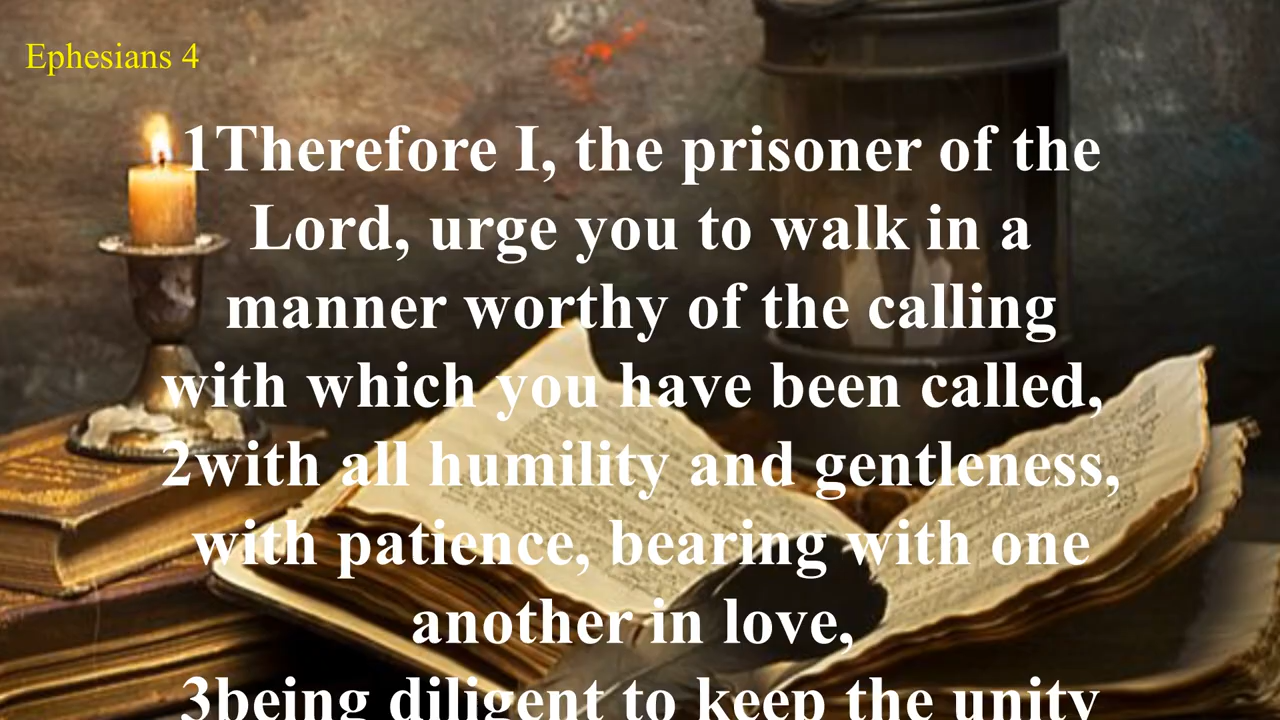 Ephesians 4
1Therefore I, the prisoner of the
Lord, urge you to walk in a
manner worthy of the calling
with which you have been called,
2with all humility and gentleness,
with patience, bearing with one
another in love,
3being diligent to keep the unity